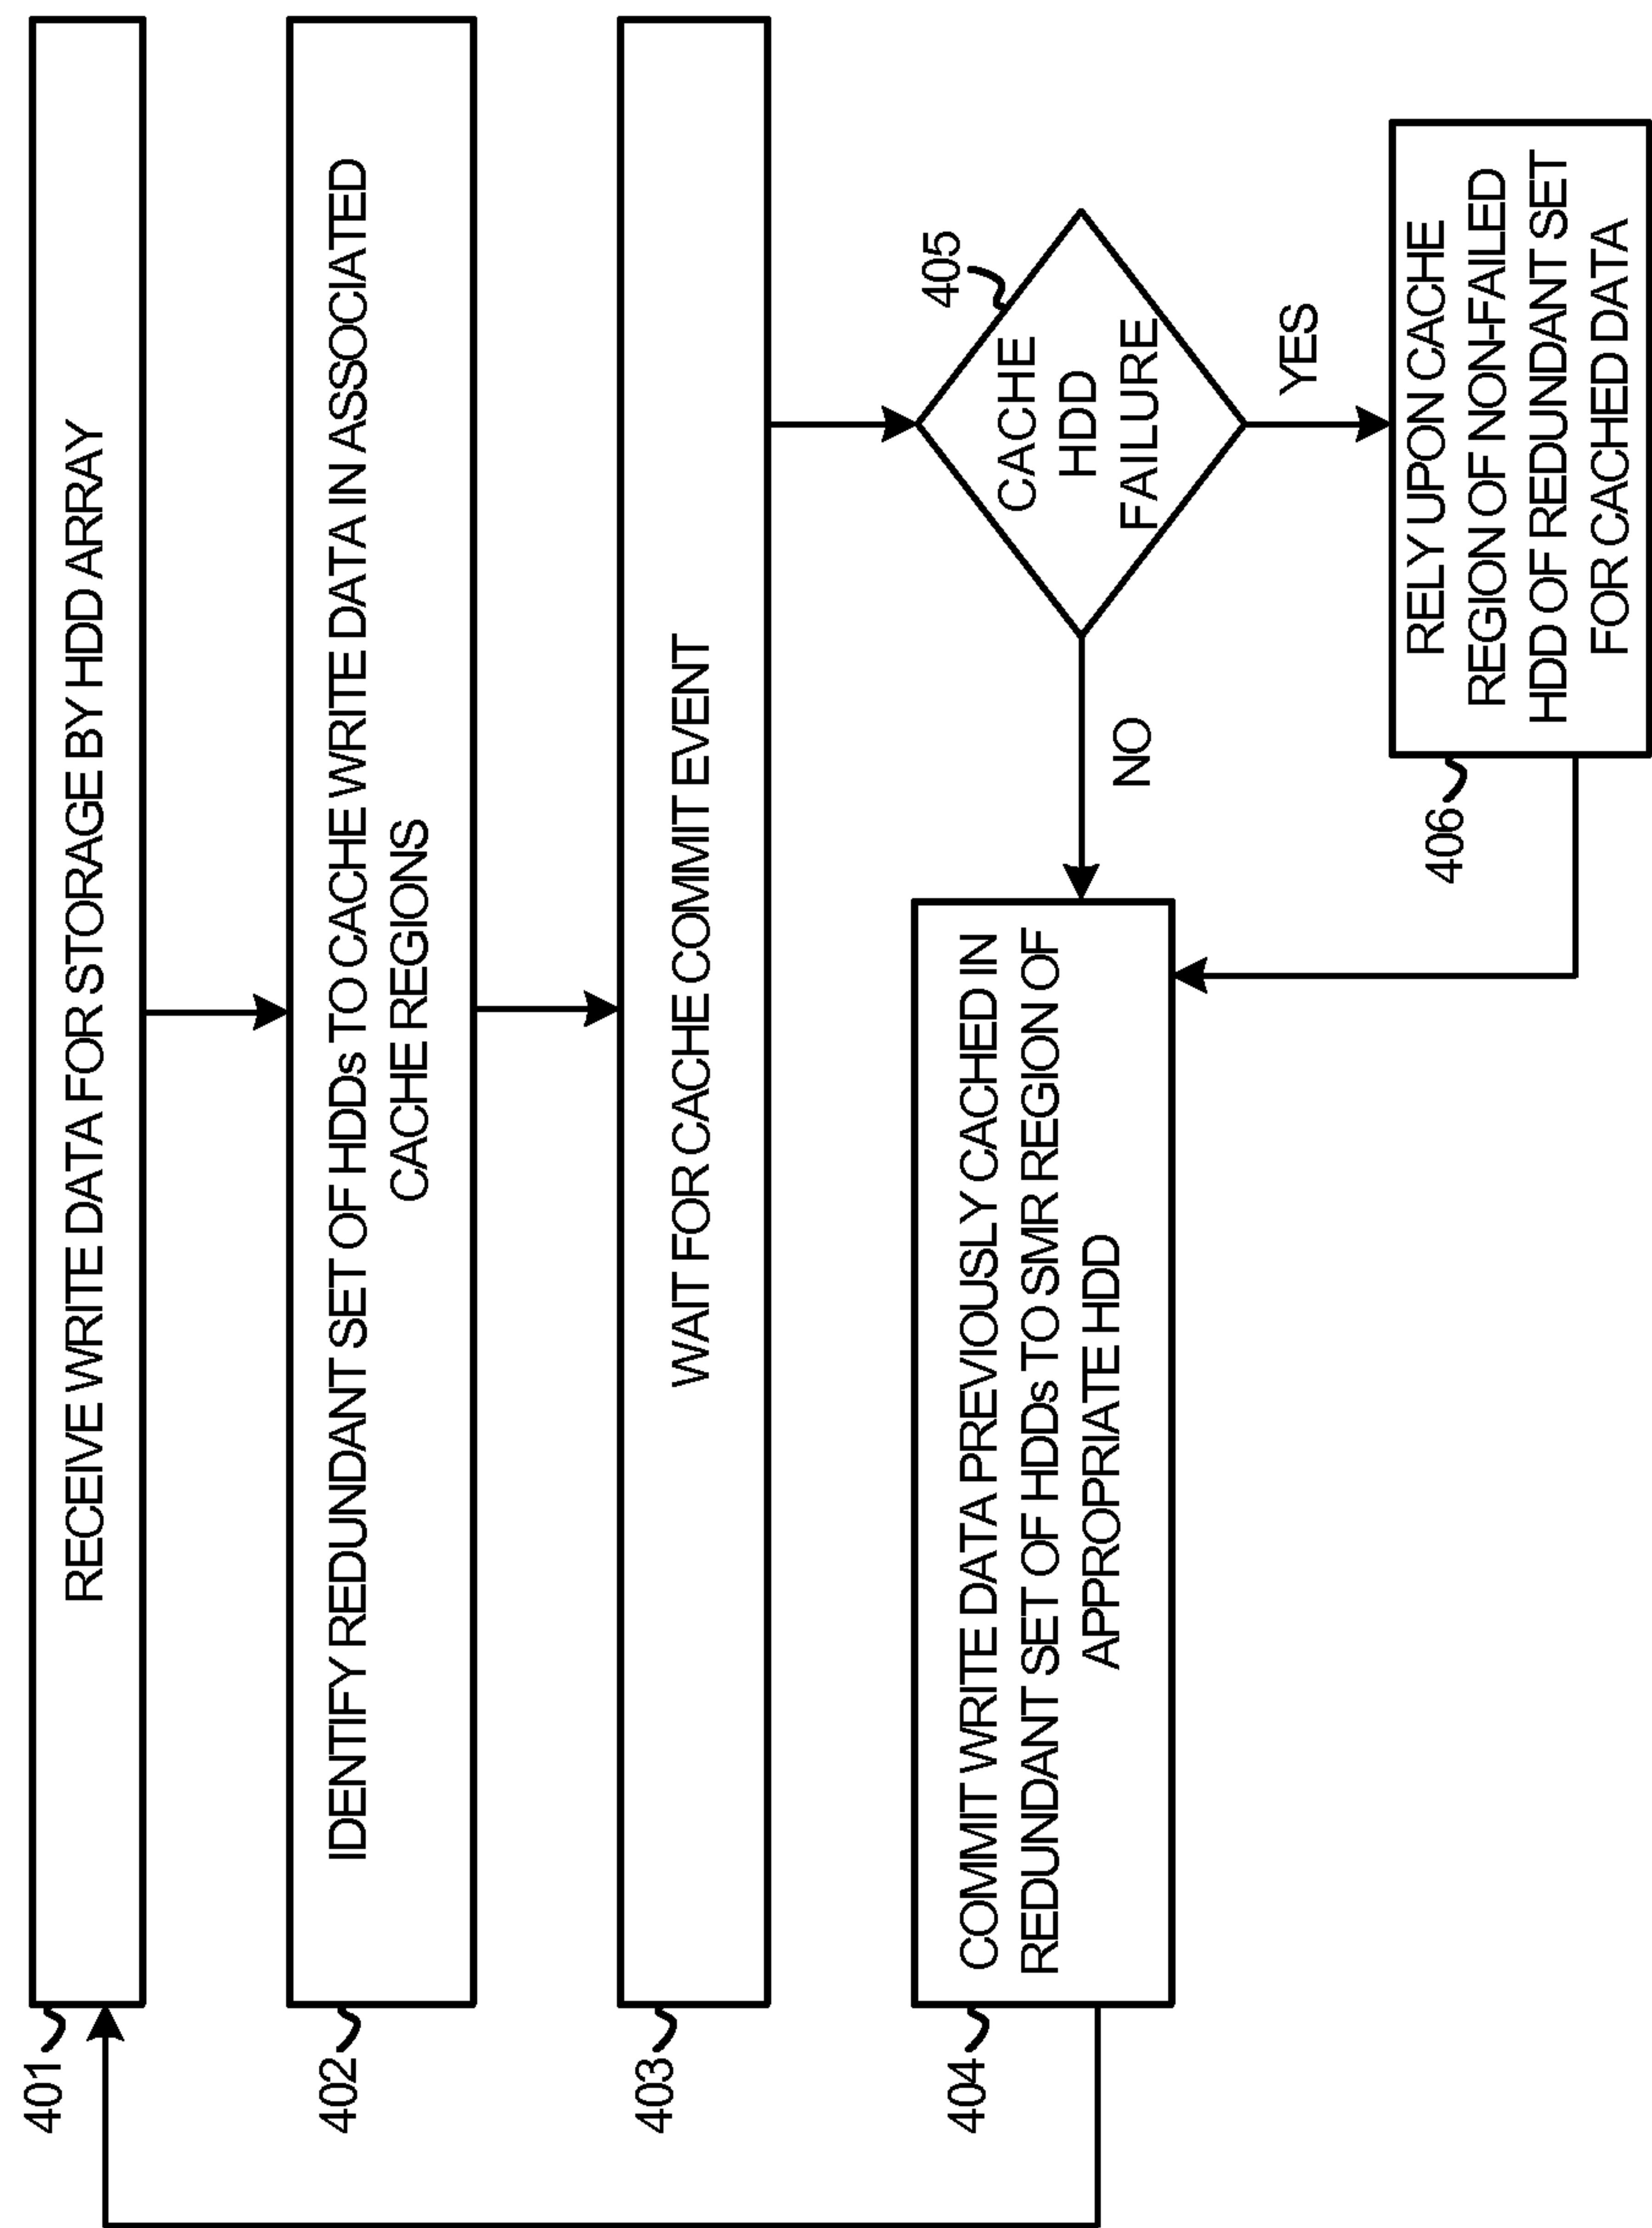 401
RECEIVE WRITE DATA FOR STORAGE BY HDD ARRAY
402
IDENTIFY REDUNDANT SET OF HDDs TO CACHE WRITE DATA IN ASSOCIATED
CACHE REGIONS
403
WAIT FOR CACHE COMMIT EVENT
404
COMMIT WRITE DATA PREVIOUSLY CACHED IN
REDUNDANT SET OF HDDs TO SMR REGION OF
APPROPRIATE HDD
NO
405
CACHE
HDD
FAILURE
YES
406
RELY UPON CACHE
REGION OF NON-FAILED
HDD OF REDUNDANT SET
FOR CACHED DATA